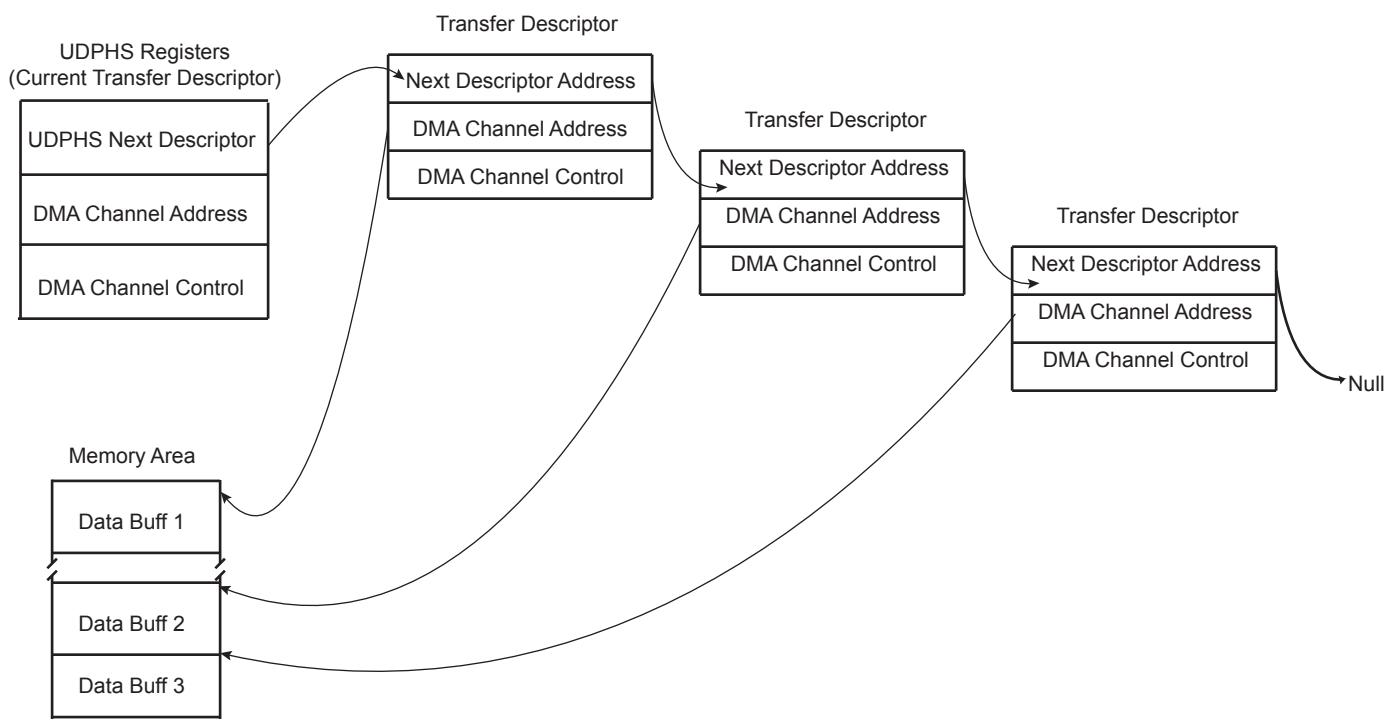 UDPHS Registers
(Current Transfer Descriptor)
UDPHS Next Descriptor
DMA Channel Address
DMA Channel Control
Transfer Descriptor
Next Descriptor Address
DMA Channel Address
DMA Channel Control
Transfer Descriptor
Next Descriptor Address
DMA Channel Address
DMA Channel Control
Transfer Descriptor
Next Descriptor Address
DMA Channel Address
DMA Channel Control
Null
Memory Area
Data Buff 1
Data Buff 2
Data Buff 3